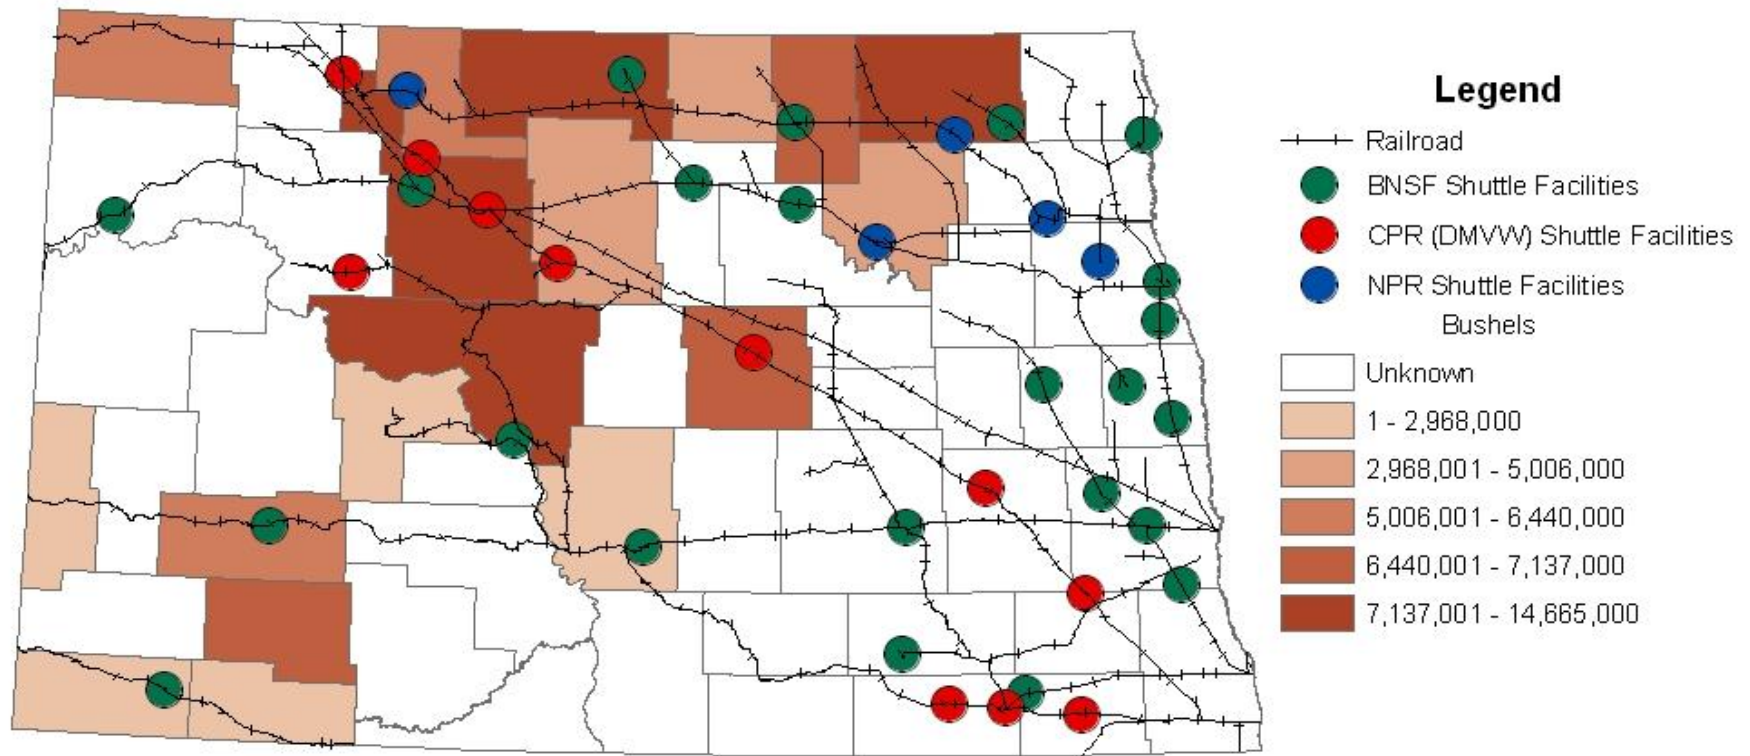 Legend
Railroad
BNSF Shuttle Facilities
CPR (DMVW) Shuttle Facilities
NPR Shuttle Facilities
Bushels
Unknown
1 - 2,968,000
2,968,001 - 5,006,000
5,006,001 - 6,440,000
6,440,001 - 7,137,000
7,137,001 - 14,665,000